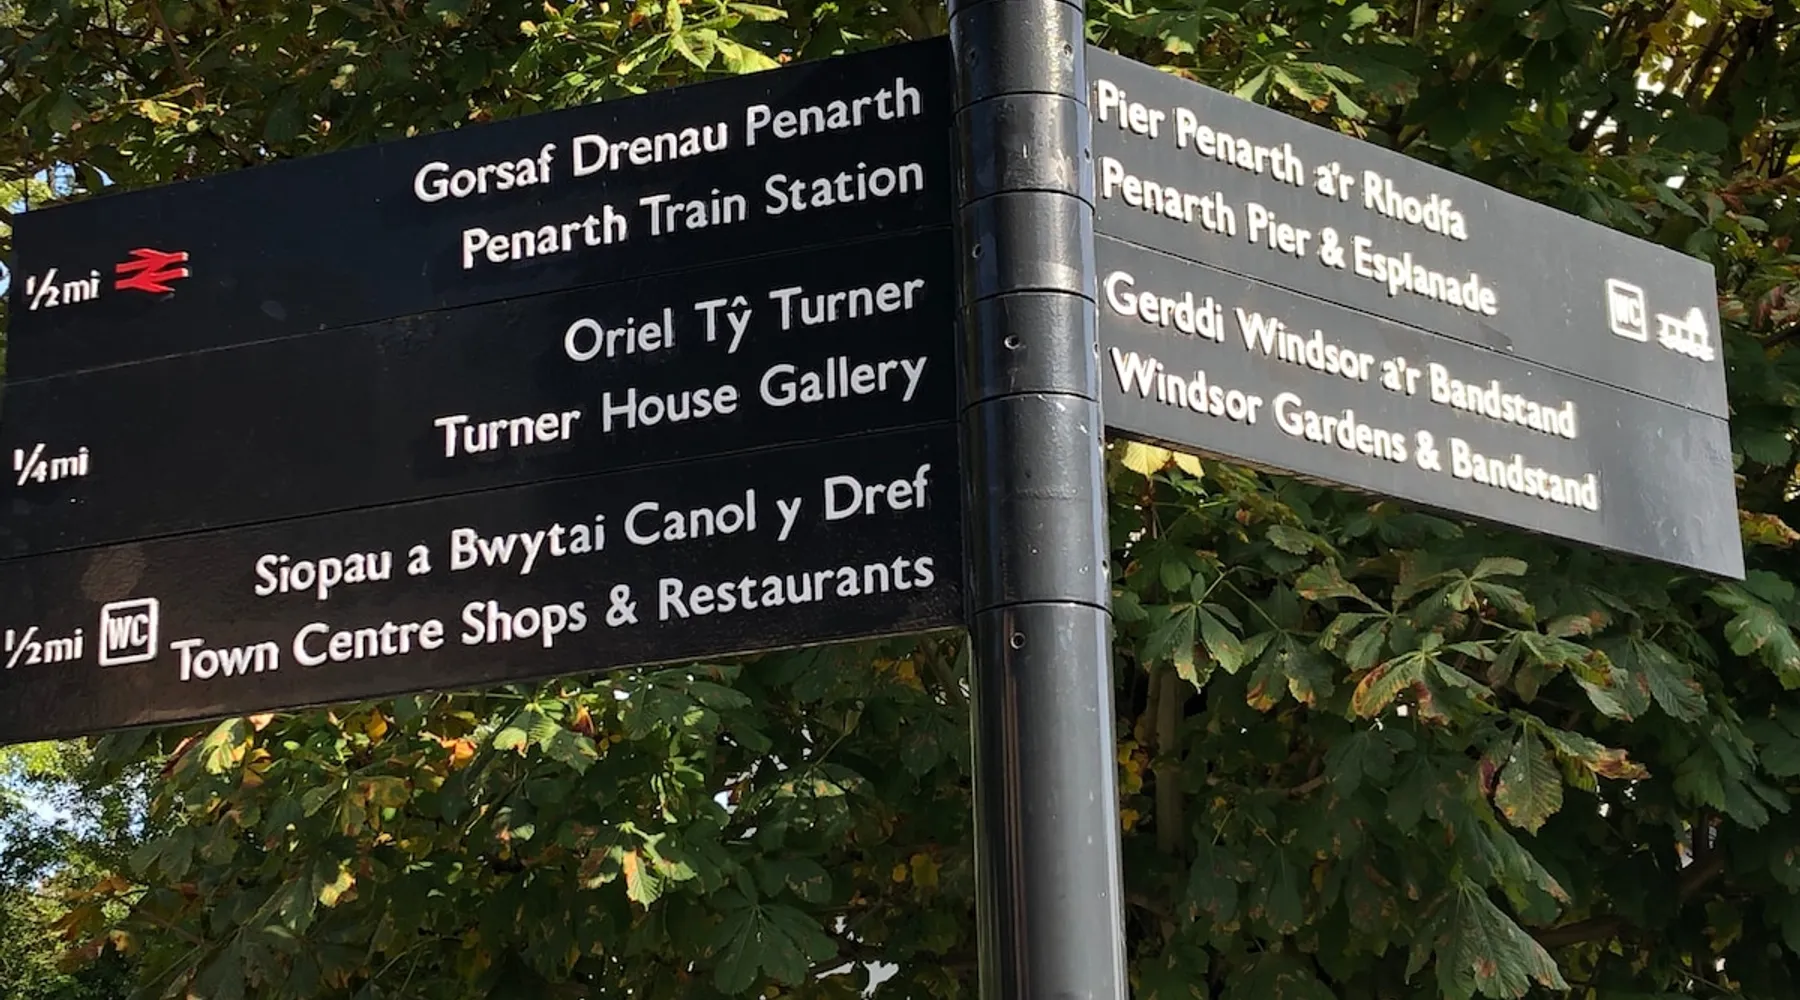 Gorsaf Drenau Penarth
Penarth Train Station
½mi
Oriel Tŷ Turner
Turner House Gallery
¼mi
Siopau a Bwytai Canol y Dref
Town Centre Shops & Restaurants
½mi WC
Pier Penarth a'r Rhodfa
Penarth Pier & Esplanade
WC
Gerddi Windsor a'r Bandstand
Windsor Gardens & Bandstand